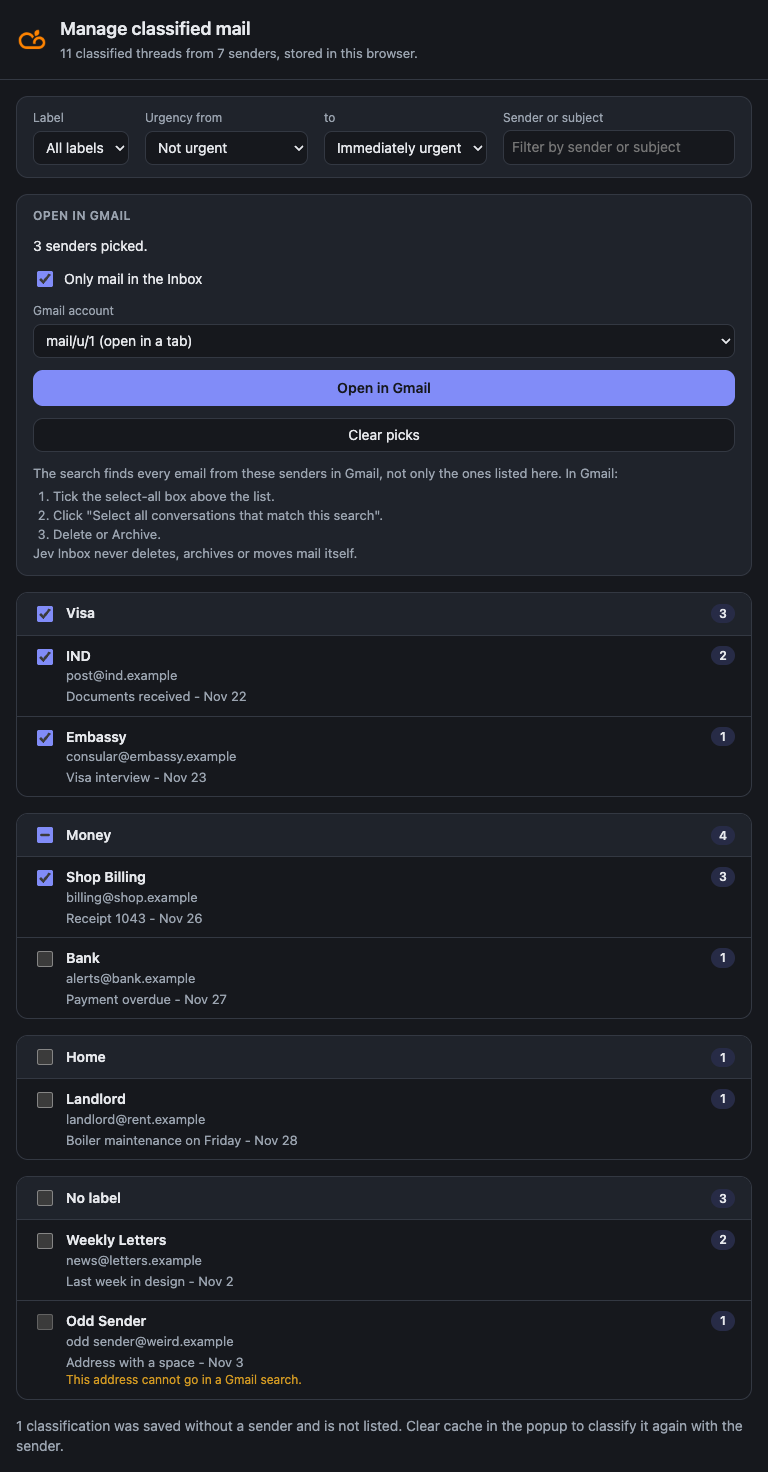 Manage classified mail
11 classified threads from 7 senders, stored in this browser.
Label
Urgency from
to
Sender or subject
All labels
Not urgent
Immediately urgent
Filter by sender or subject
OPEN IN GMAIL
3 senders picked.
Only mail in the Inbox
Gmail account
mail/u/1 (open in a tab)
Open in Gmail
Clear picks
The search finds every email from these senders in Gmail, not only the ones listed here. In Gmail:
1. Tick the select-all box above the list.
2. Click "Select all conversations that match this search".
3. Delete or Archive.
Jev Inbox never deletes, archives or moves mail itself.
Visa 3
IND 2
post@ind.example
Documents received - Nov 22
Embassy 1
consular@embassy.example
Visa interview - Nov 23
Money 4
Shop Billing 3
billing@shop.example
Receipt 1043 - Nov 26
Bank 1
alerts@bank.example
Payment overdue - Nov 27
Home 1
Landlord 1
landlord@rent.example
Boiler maintenance on Friday - Nov 28
No label 3
Weekly Letters 2
news@letters.example
Last week in design - Nov 2
Odd Sender 1
odd sender@weird.example
Address with a space - Nov 3
This address cannot go in a Gmail search.
1 classification was saved without a sender and is not listed. Clear cache in the popup to classify it again with the
sender.